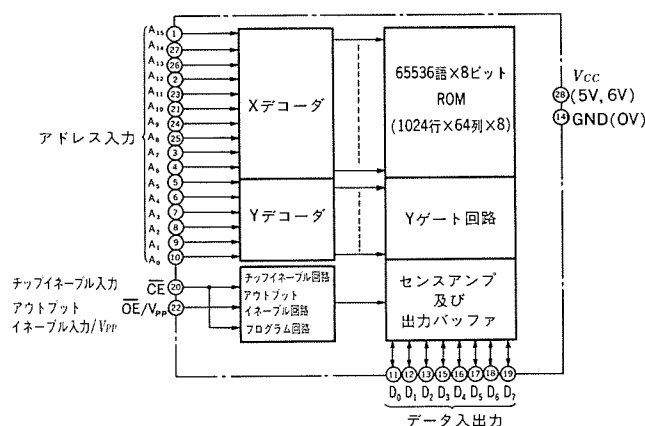 アドレス入力
A15 1
A14 27
A13 26
A12 2
A11 23
A10 21
A9 24
A8 25
A7 3
A6 4
A5 5
A4 6
A3 7
A2 8
A1 9
A0 10
Xデコーダ
Yデコーダ
65536語×8ビット
ROM
(1024行×64列×8)
Yゲート回路
センスアンプ
及び
出力バッファ
VCC
28 (5V, 6V)
14 GND(0V)
チップイネーブル入力 CE 20
アウトプット OE/VPP 22
イネーブル入力/VPP
チップイネーブル回路
アウトプット
イネーブル回路
プログラム回路
11 12 13 15 16 17 18 19
D0 D1 D2 D3 D4 D5 D6 D7
データ入出力